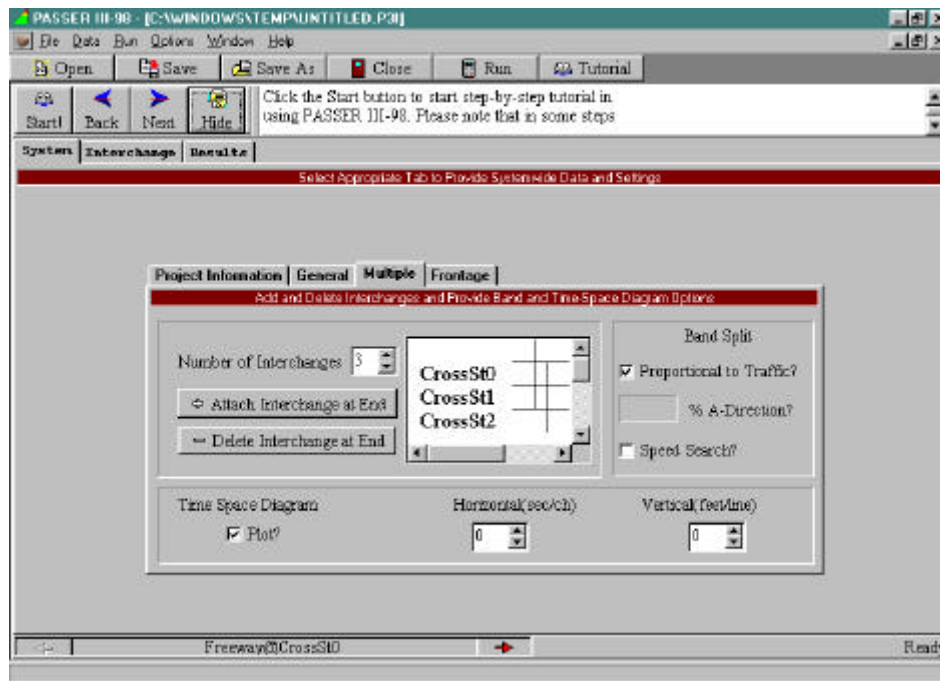 PASSER III-98 - [C:\WINDOWS\TEMP\UNTITLED.P3I]
File Data Run Options Window Help
Open Save Save As Close Run Tutorial
Start! Back Next Hide
Click the Start button to start step-by-step tutorial in
using PASSER III-98. Please note that in some steps
System Interchange Results
Select Appropriate Tab to Provide Systemwide Data and Settings
Project Information General Multiple Frontage
Add and Delete Interchanges and Provide Band and Time-Space Diagram Options
Number of Interchanges 3
Attach Interchange at End
Delete Interchange at End
CrossSt0
CrossSt1
CrossSt2
Band Split
Proportional to Traffic?
% A-Direction?
Speed Search?
Time Space Diagram
Plot?
Horizontal(sec/ch)
0
Vertical(feet/line)
0
Freeway@CrossSt0
Ready